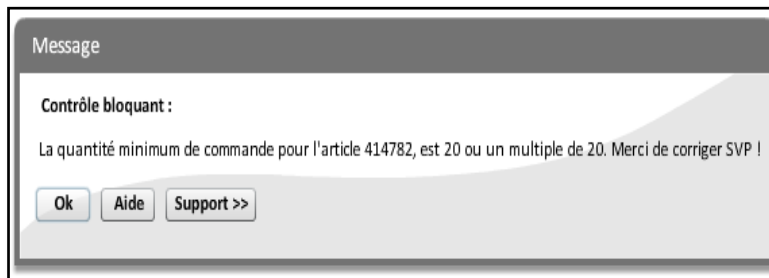 Message
Contrôle bloquant :
La quantité minimum de commande pour l'article 414782, est 20 ou un multiple de 20. Merci de corriger SVP !
Ok Aide Support >>